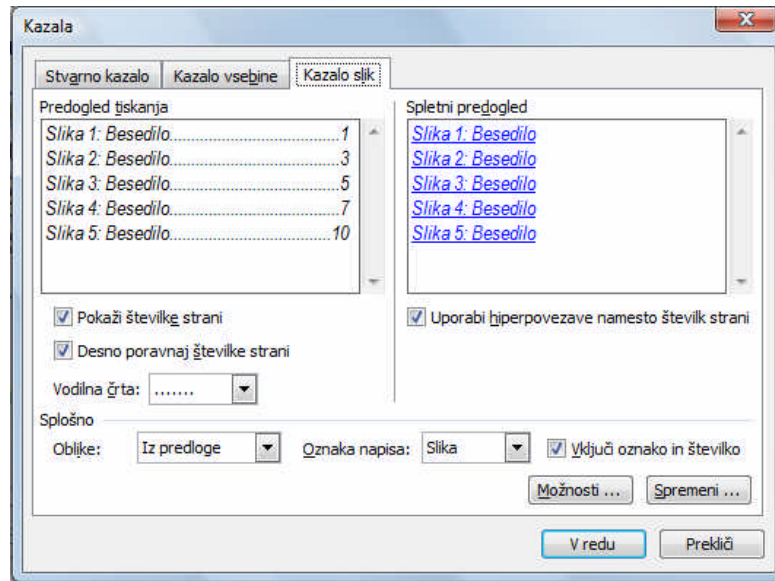 Kazala
Stvarno kazalo Kazalo vsebine Kazalo slik
Predogled tiskanja
Slika 1: Besedilo.....................................1
Slika 2: Besedilo.....................................3
Slika 3: Besedilo.....................................5
Slika 4: Besedilo.....................................7
Slika 5: Besedilo...................................10
Pokaži številke strani
Desno poravnaj številke strani
Vodilna črta: .......
Spletni predogled
Slika 1: Besedilo
Slika 2: Besedilo
Slika 3: Besedilo
Slika 4: Besedilo
Slika 5: Besedilo
Uporabi hiperpovezave namesto številk strani
Splošno
Oblike: Iz predloge Oznaka napisa: Slika Vključi oznako in številko
Možnosti ... Spremeni ...
V redu Prekliči